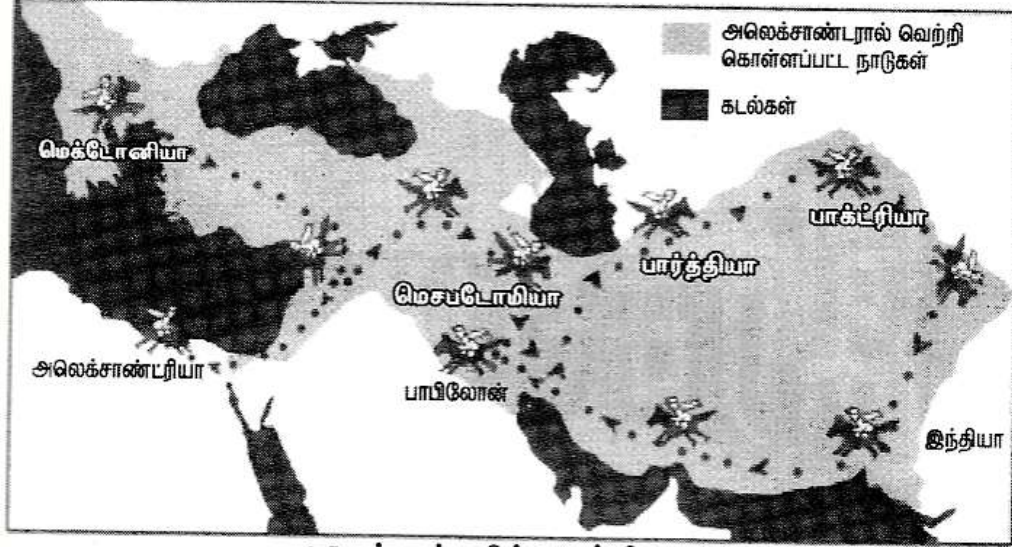 அலெக்சாண்டரால் வெற்றி
கொள்ளப்பட்ட நாடுகள்
கடல்கள்
மெக்டோனியா
பாக்ட்ரியா
பார்த்தியா
மெசபடோமியா
அலெக்சாண்டரியா
பாபிலோன்
இந்தியா